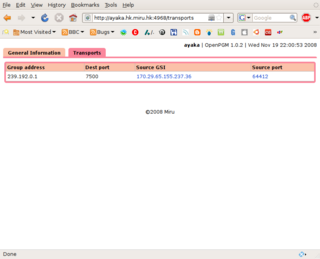 File Edit View History Bookmarks Tools Help
http://ayaka.hk.miru.hk:4968/transports
Google
Most Visited BBC Bugs
ayaka | OpenPGM 1.0.2 | Wed Nov 19 22:00:53 2008
General Information Transports
Group address Dest port Source GSI Source port
239.192.0.1 7500 170.29.65.155.237.36 64412
©2008 Miru
Done